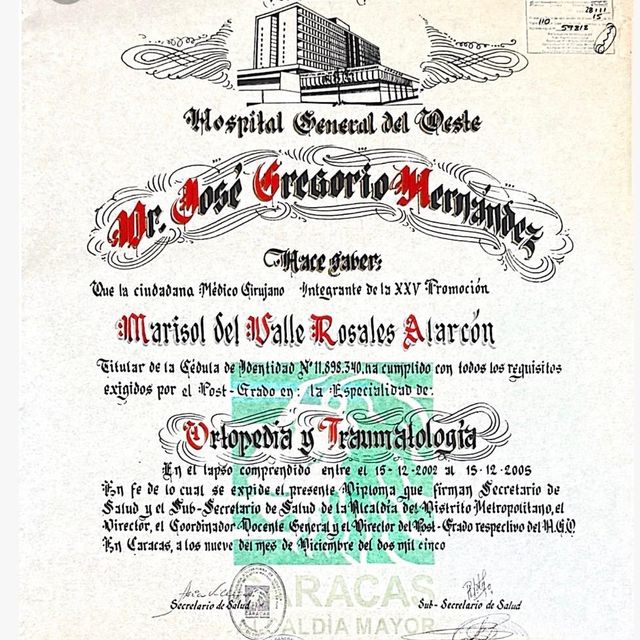 28 111
15
110 59818
Hospital General del Oeste
Dr. José Gregorio Hernández
Hace saber:
Que la ciudadana Médico Cirujano Integrante de la XXV Promoción
Marisol del Valle Rosales Alarcón
Titular de la Cédula de Identidad Nº 11.898.340, ha cumplido con todos los requisitos
exigidos por el Post-Grado en: la Especialidad de:
Ortopedia y Traumatología
En el lapso comprendido entre el 15-12-2002 al 15-12-2005
En fe de lo cual se expide el presente Diploma que firman Secretario de
Salud y el Sub-Secretario de Salud de la Alcaldía del Distrito Metropolitano, el
Director, el Coordinador Docente General y el Director del Post-Grado respectivo del H.G.O
En Caracas, a los nueve del mes de Diciembre del dos mil cinco
CARACAS
Secretario de Salud Sub-Secretario de Salud
ALCALDÍA MAYOR